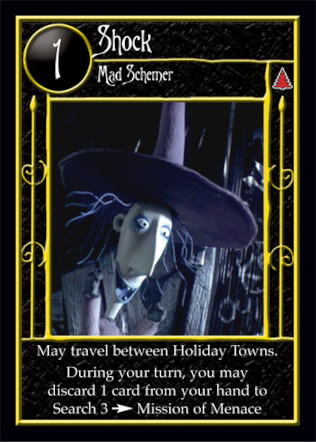 1
Shock
Mad Schemer
May travel between Holiday Towns.
During your turn, you may
discard 1 card from your hand to
Search 3 → Mission of Menace